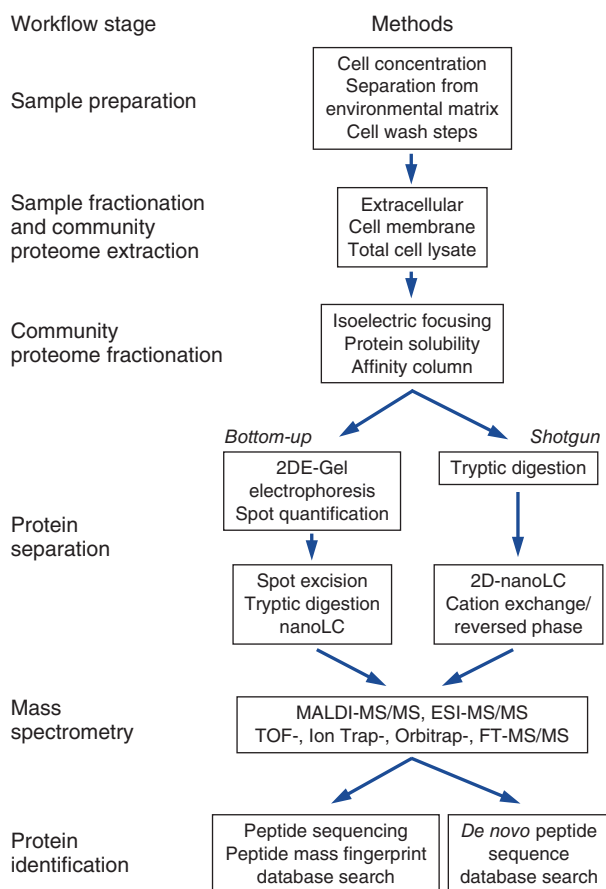 Workflow stage
Methods
Sample preparation
Cell concentration
Separation from
environmental matrix
Cell wash steps
Sample fractionation
and community
proteome extraction
Extracellular
Cell membrane
Total cell lysate
Community
proteome fractionation
Isoelectric focusing
Protein solubility
Affinity column
Bottom-up
Shotgun
Protein
separation
2DE-Gel
electrophoresis
Spot quantification
Tryptic digestion
Spot excision
Tryptic digestion
nanoLC
2D-nanoLC
Cation exchange/
reversed phase
Mass
spectrometry
MALDI-MS/MS, ESI-MS/MS
TOF-, Ion Trap-, Orbitrap-, FT-MS/MS
Protein
identification
Peptide sequencing
Peptide mass fingerprint
database search
De novo peptide
sequence
database search